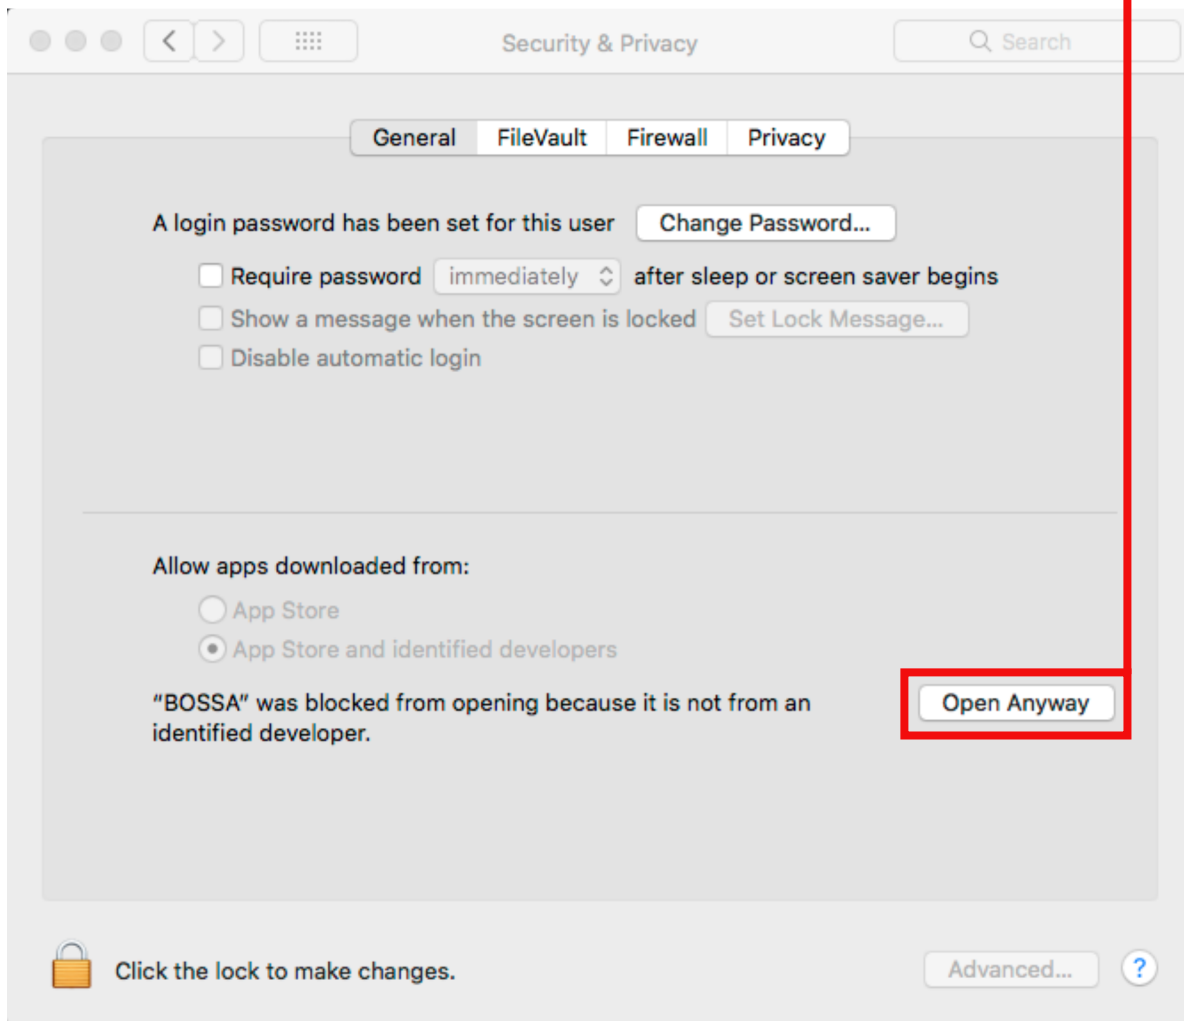 Security & Privacy
Search
General FileVault Firewall Privacy
A login password has been set for this user Change Password...
Require password immediately after sleep or screen saver begins
Show a message when the screen is locked Set Lock Message...
Disable automatic login
Allow apps downloaded from:
App Store
App Store and identified developers
“BOSSA” was blocked from opening because it is not from an
identified developer.
Open Anyway
Click the lock to make changes.
Advanced...
?